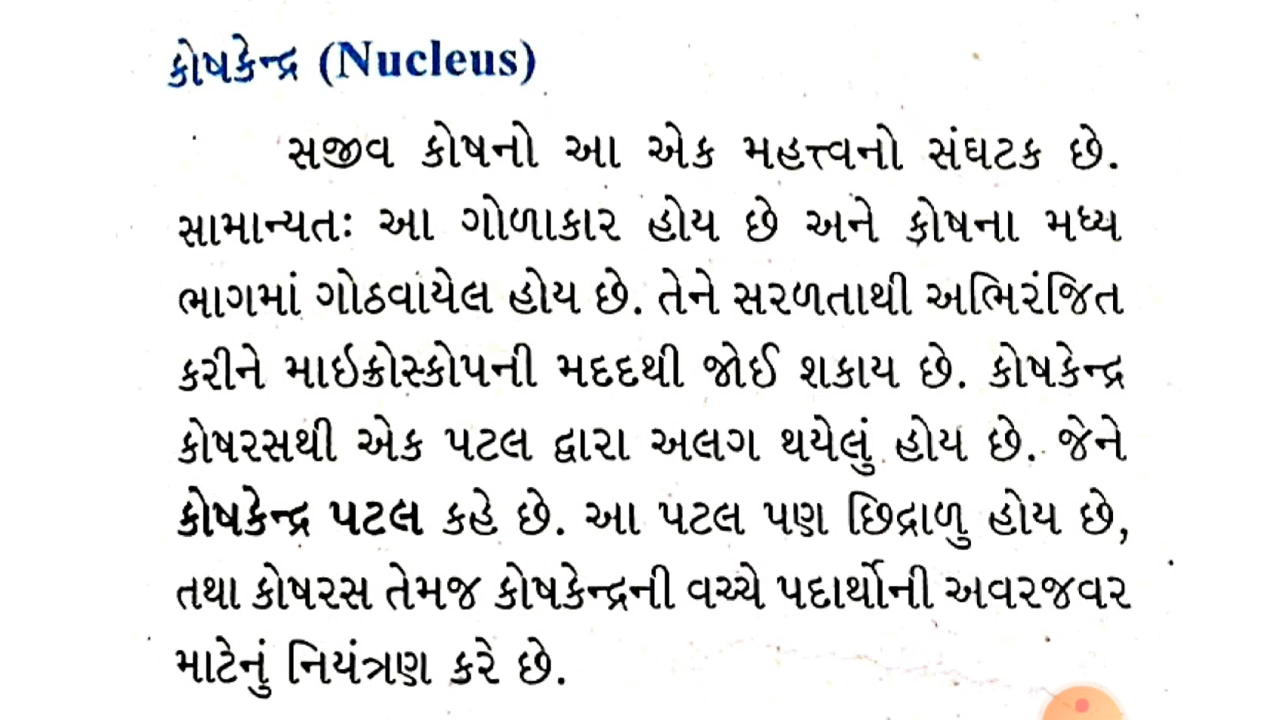 કોષકેન્દ્ર (Nucleus)
સજીવ કોષનો આ એક મહત્ત્વનો સંઘટક છે.
સામાન્યતઃ આ ગોળાકાર હોય છે અને કોષના મધ્ય
ભાગમાં ગોઠવાયેલ હોય છે. તેને સરળતાથી અભિરંજિત
કરીને માઇક્રોસ્કોપની મદદથી જોઈ શકાય છે. કોષકેન્દ્ર
કોષરસથી એક પટલ દ્વારા અલગ થયેલું હોય છે. જેને
કોષકેન્દ્ર પટલ કહે છે. આ પટલ પણ છિદ્રાળુ હોય છે,
તથા કોષરસ તેમજ કોષકેન્દ્રની વચ્ચે પદાર્થોની અવરજવર
માટેનું નિયંત્રણ કરે છે.